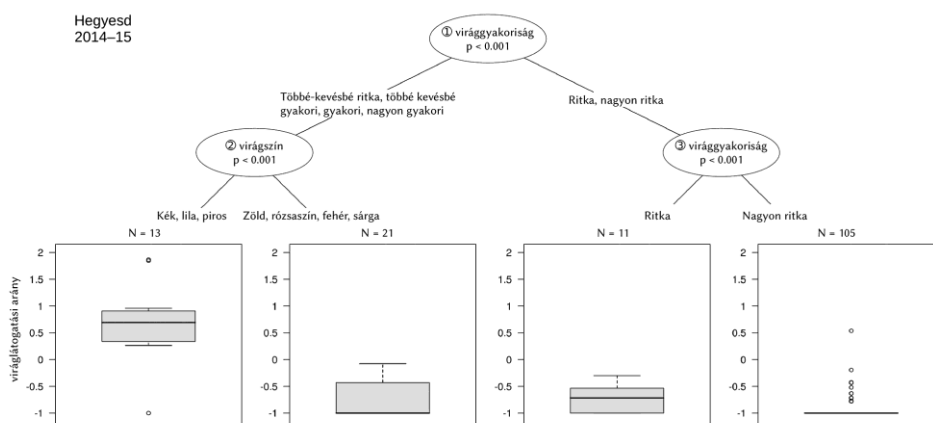 Hegyesd
2014–15
① virággyakoriság
p < 0.001
Többé-kevésbé ritka, többé kevésbé
gyakori, gyakori, nagyon gyakori
Ritka, nagyon ritka
② virágszín
p < 0.001
③ virággyakoriság
p < 0.001
Kék, lila, piros
Zöld, rózsaszín, fehér, sárga
Ritka
Nagyon ritka
N = 13
N = 21
N = 11
N = 105
viráglátogatási arány
2
1.5
1
0.5
0
-0.5
-1
2
1.5
1
0.5
0
-0.5
-1
2
1.5
1
0.5
0
-0.5
-1
2
1.5
1
0.5
0
-0.5
-1